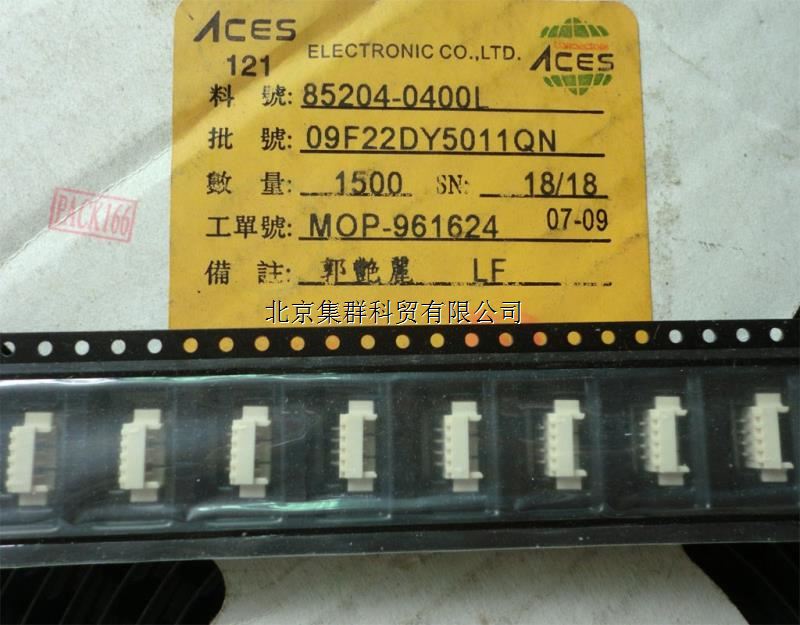 ACES
121
ELECTRONIC CO.,LTD.
CONNECTORS
ACES
料 號: 85204-0400L
批 號: 09F22DY5011QN
數 量: 1500 SN: 18/18
工單號: MOP-961624 07-09
備 註: 郭艷麗 LF
PACK166
北京集群科贸有限公司